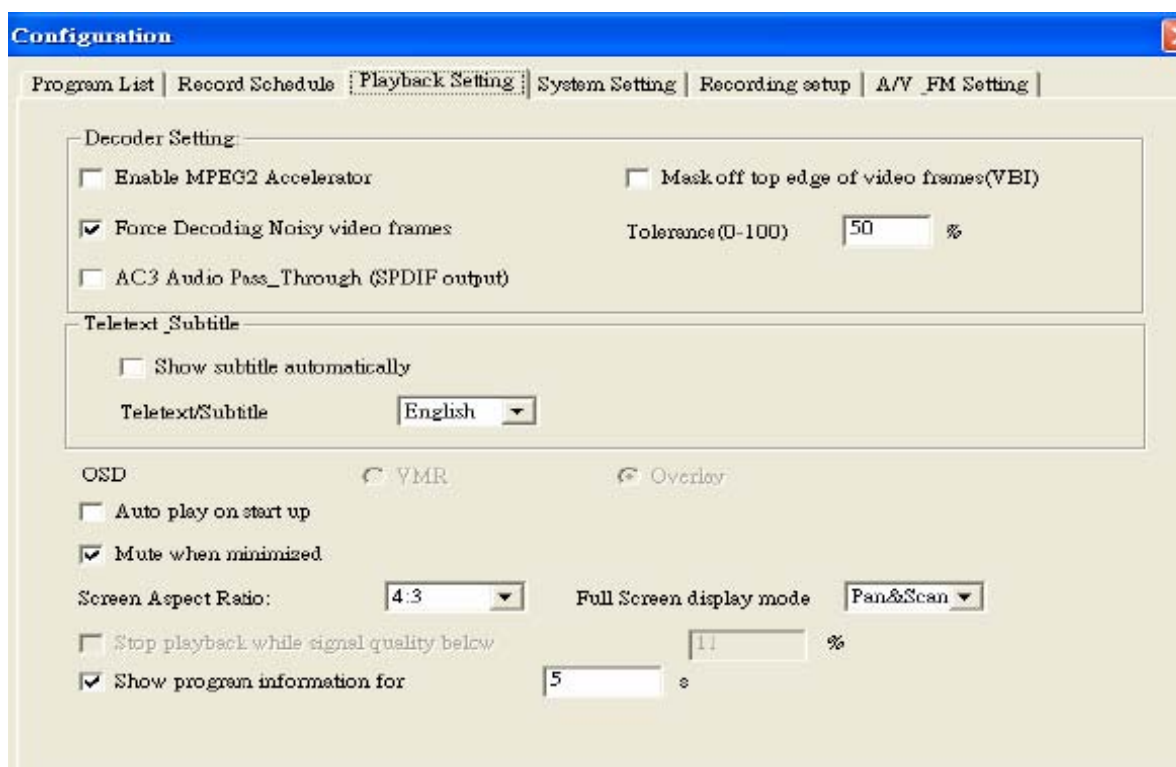 Configuration
Program List | Record Schedule | Playback Setting | System Setting | Recording setup | A/V_FM Setting
Decoder Setting:
Enable MPEG2 Accelerator
Mask off top edge of video frames(VBI)
Force Decoding Noisy video frames
Tolerance(0-100) 50 %
AC3 Audio Pass_Through (SPDIF output)
Teletext_Subtitle
Show subtitle automatically
Teletext/Subtitle English
OSD VMR Overlay
Auto play on start up
Mute when minimized
Screen Aspect Ratio: 4:3 Full Screen display mode Pan&Scan
Stop playback while signal quality below 11 %
Show program information for 5 s